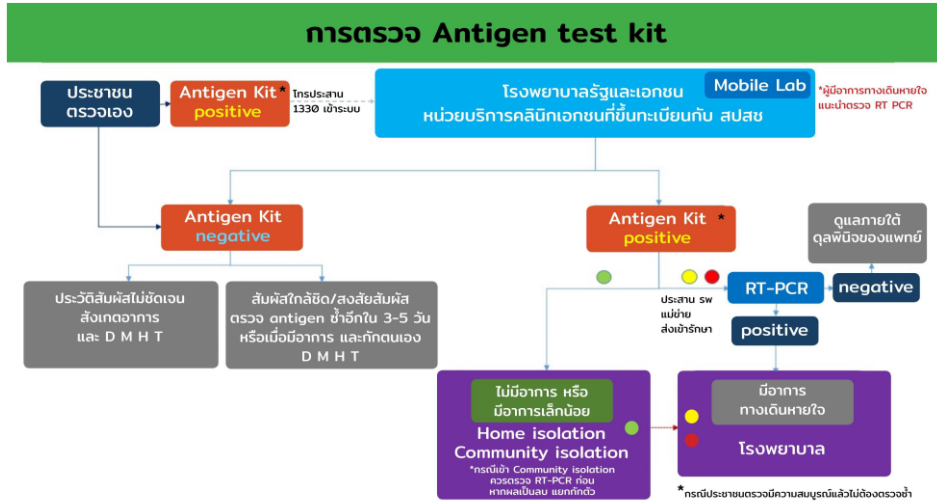 การตรวจ Antigen test kit
ประชาชน
ตรวจเอง
Antigen Kit*
positive
โทรประสาน
1330 เข้าระบบ
โรงพยาบาลรัฐและเอกชน
Mobile Lab
หน่วยบริการคลินิกเอกชนที่ขึ้นทะเบียนกับ สปสช
*ผู้มีอาการทางเดินหายใจ
แนะนำตรวจ RT PCR
Antigen Kit
negative
Antigen Kit *
positive
ดูแลภายใต้
ดุลพินิจของแพทย์
ประวัติสัมผัสไม่ชัดเจน
สังเกตอาการ
และ D M H T
สัมผัสใกล้ชิด/สงสัยสัมผัส
ตรวจ antigen ซ้ำอีกใน 3-5 วัน
หรือเมื่อมีอาการ และกักตนเอง
D M H T
ประสาน รพ
แม่ข่าย
ส่งเข้ารักษา
RT-PCR
negative
positive
ไม่มีอาการ หรือ
มีอาการเล็กน้อย
Home isolation
Community isolation
*กรณีเข้า Community isolation
ควรตรวจ RT-PCR ก่อน
หากผลเป็นลบ แยกกักตัว
มีอาการ
ทางเดินหายใจ
โรงพยาบาล
*กรณีประชาชนตรวจมีความสมบูรณ์แล้วไม่ต้องตรวจซ้ำ